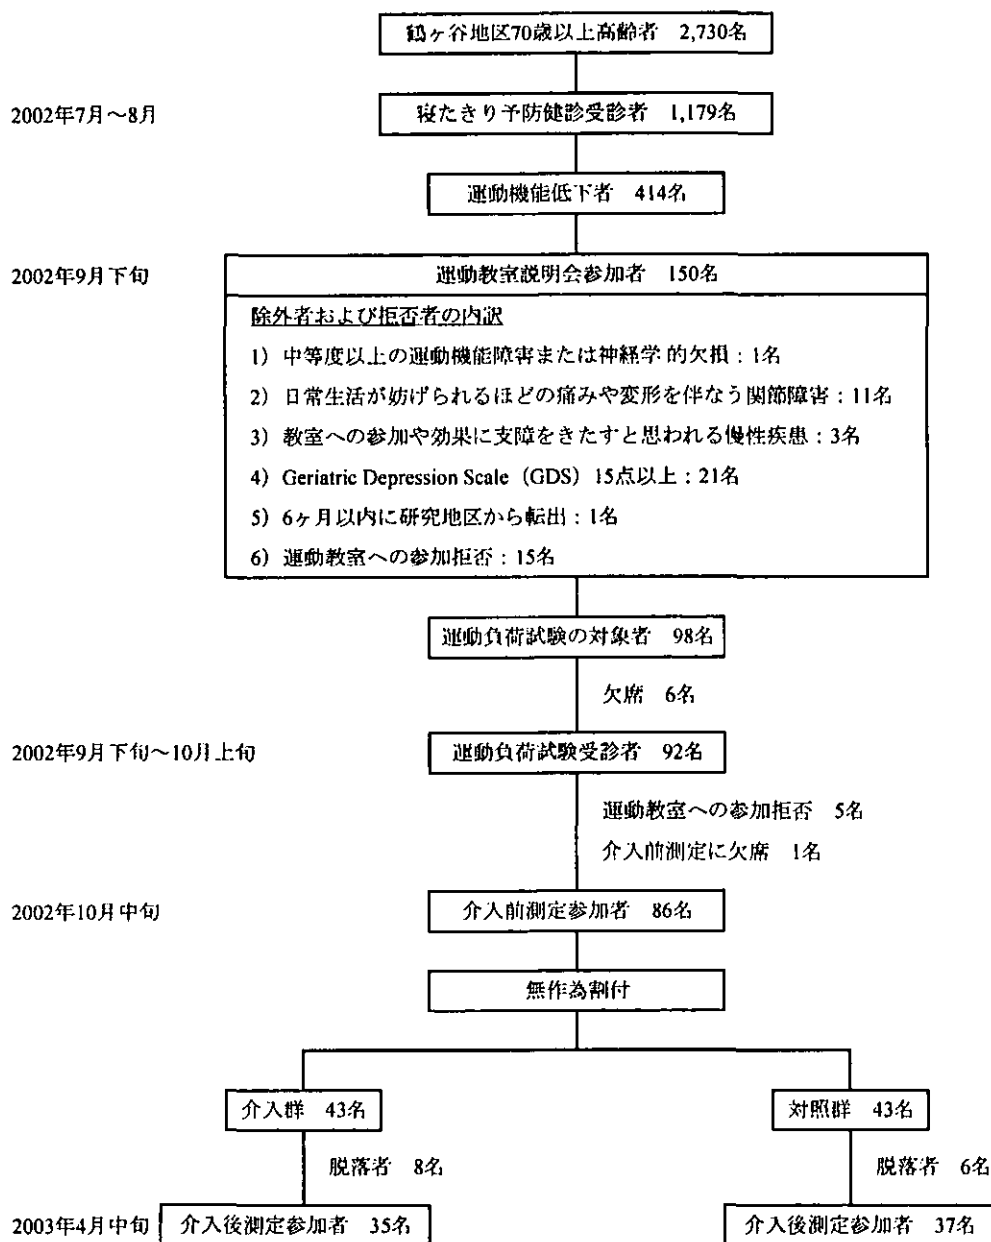 鶴ヶ谷地区70歳以上高齢者　2,730名
2002年7月～8月
寝たきり予防健診受診者　1,179名
運動機能低下者　414名
2002年9月下旬
運動教室説明会参加者　150名
除外者および拒否者の内訳
1）中等度以上の運動機能障害または神経学的欠損：1名
2）日常生活が妨げられるほどの痛みや変形を伴なう関節障害：11名
3）教室への参加や効果に支障をきたすと思われる慢性疾患：3名
4）Geriatric Depression Scale（GDS）15点以上：21名
5）6ヶ月以内に研究地区から転出：1名
6）運動教室への参加拒否：15名
運動負荷試験の対象者　98名
欠席　6名
2002年9月下旬～10月上旬
運動負荷試験受診者　92名
運動教室への参加拒否　5名
介入前測定に欠席　1名
2002年10月中旬
介入前測定参加者　86名
無作為割付
介入群　43名
対照群　43名
脱落者　8名
脱落者　6名
2003年4月中旬
介入後測定参加者　35名
介入後測定参加者　37名